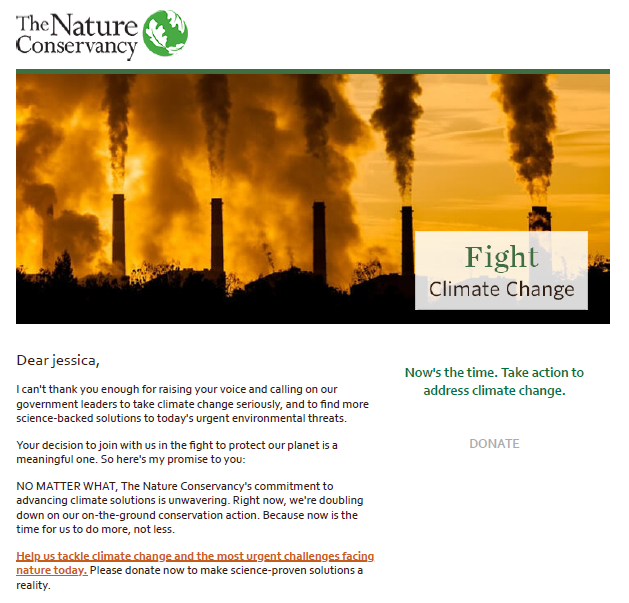 The Nature
Conservancy
Fight
Climate Change
Dear jessica,
I can't thank you enough for raising your voice and calling on our
government leaders to take climate change seriously, and to find more
science-backed solutions to today's urgent environmental threats.
Your decision to join with us in the fight to protect our planet is a
meaningful one. So here's my promise to you:
NO MATTER WHAT, The Nature Conservancy's commitment to
advancing climate solutions is unwavering. Right now, we're doubling
down on our on-the-ground conservation action. Because now is the
time for us to do more, not less.
Help us tackle climate change and the most urgent challenges facing
nature today. Please donate now to make science-proven solutions a
reality.
Now's the time. Take action to
address climate change.
DONATE